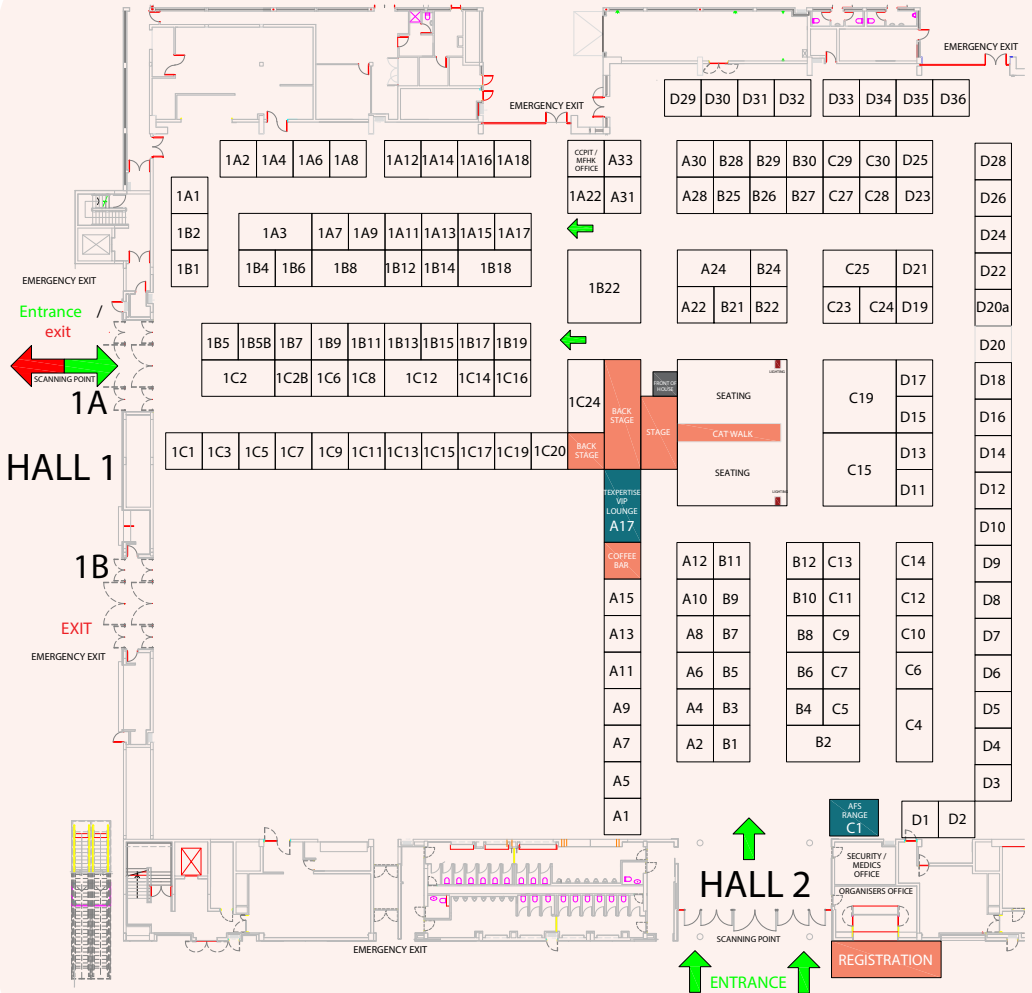 EMERGENCY EXIT
D29 D30 D31 D32 D33 D34 D35 D36
EMERGENCY EXIT
1A2 1A4 1A6 1A8 1A12 1A14 1A16 1A18
CCPIT /
MFHK
OFFICE
A33
A30 B28 B29 B30 C29 C30 D25
D28
1A1
1A22 A31
A28 B25 B26 B27 C27 C28 D23
D26
1B2
1A3 1A7 1A9 1A11 1A13 1A15 1A17
D24
1B1
1B4 1B6 1B8 1B12 1B14 1B18
1B22
A24 B24 C25 D21
D22
EMERGENCY EXIT
A22 B21 B22 C23 C24 D19
D20a
Entrance /
exit
1B5 1B5B 1B7 1B9 1B11 1B13 1B15 1B17 1B19
D20
SCANNING POINT
1C2 1C2B 1C6 1C8 1C12 1C14 1C16
1C24
BACK
STAGE
FRONT OF
HOUSE
LIGHTING
SEATING
C19
D17
D18
1A
D15
D16
HALL 1
1C1 1C3 1C5 1C7 1C9 1C11 1C13 1C15 1C17 1C19 1C20
BACK
STAGE
STAGE
CAT WALK
SEATING
LIGHTING
C15
D13
D14
D11
D12
TEXPERTISE
VIP
LOUNGE
A17
D10
1B
COFFEE
BAR
A12 B11 B12 C13 C14 D9
A15 A10 B9 B10 C11 C12 D8
EXIT
A13 A8 B7 B8 C9 C10 D7
EMERGENCY EXIT
A11 A6 B5 B6 C7 C6 D6
A9 A4 B3 B4 C5 C4 D5
A7 A2 B1 B2 D4
A5 D3
A1
AFS
RANGE
C1
D1 D2
SECURITY /
MEDICS
OFFICE
HALL 2
ORGANISERS OFFICE
SCANNING POINT
EMERGENCY EXIT
REGISTRATION
ENTRANCE